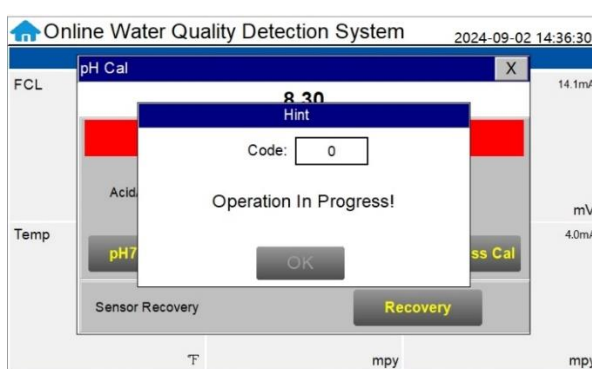 Online Water Quality Detection System
2024-09-02 14:36:30
pH Cal
X
FCL
14.1mA
8.30
Hint
Code: 0
Acid
Operation In Progress!
mV
Temp
4.0mA
pH7
ss Cal
OK
Sensor Recovery
Recovery
°F
mpy
mpy